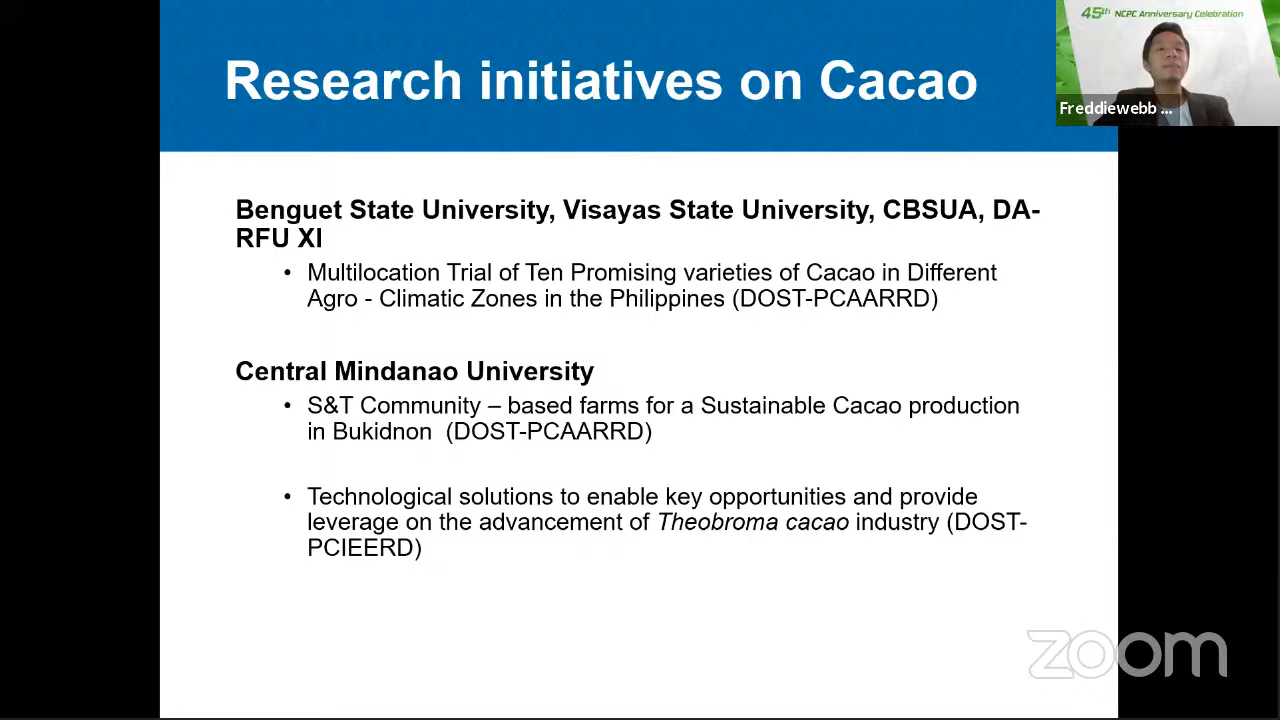 45th NCPC Anniversary Celebration
Freddiewebb ...
Research initiatives on Cacao
Benguet State University, Visayas State University, CBSUA, DA-
RFU XI
• Multilocation Trial of Ten Promising varieties of Cacao in Different
Agro - Climatic Zones in the Philippines (DOST-PCAARRD)
Central Mindanao University
• S&T Community – based farms for a Sustainable Cacao production
in Bukidnon (DOST-PCAARRD)
• Technological solutions to enable key opportunities and provide
leverage on the advancement of Theobroma cacao industry (DOST-
PCIEERD)
zoom